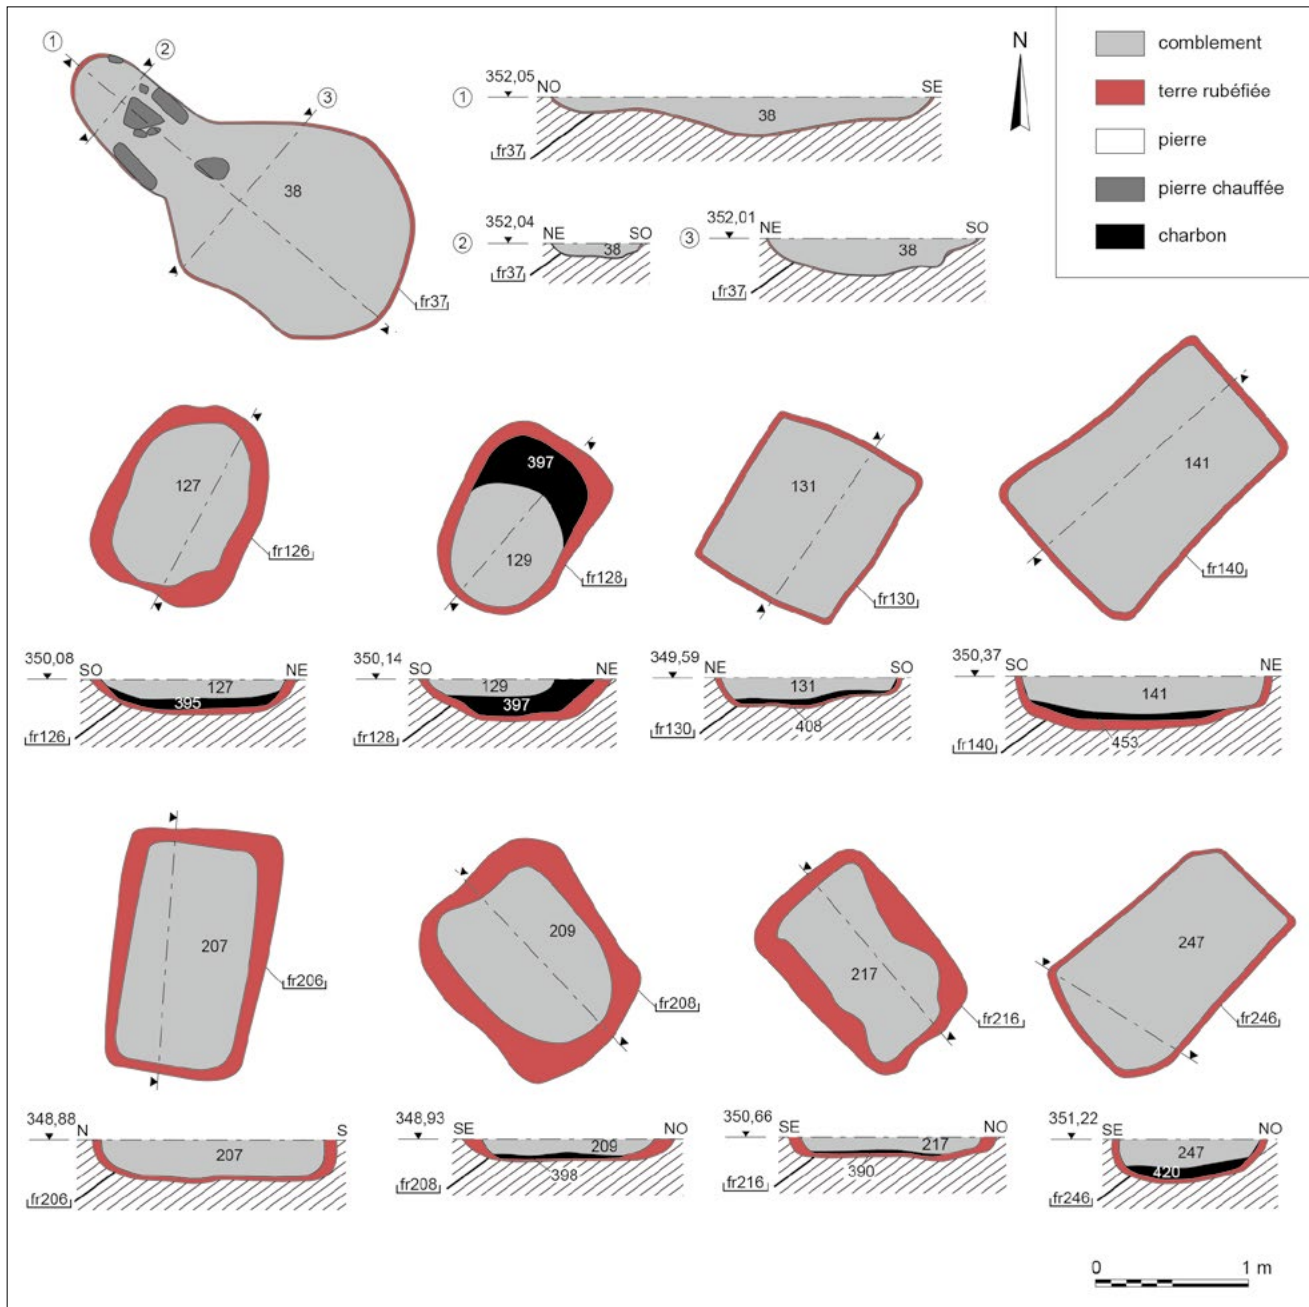 1
2
3
38
fr37
352,05
NO
SE
1
38
fr37
352,04
NE
SO
2
38
fr37
352,01
NE
SO
3
38
fr37
N
comblement
terre rubéfiée
pierre
pierre chauffée
charbon
127
fr126
397
129
fr128
131
fr130
141
fr140
350,08
SO
NE
127
395
fr126
350,14
SO
NE
129
397
fr128
349,59
NE
SO
131
408
fr130
350,37
SO
NE
141
453
fr140
207
fr206
209
fr208
217
fr216
247
fr246
348,88
N
S
207
fr206
348,93
SE
NO
209
398
fr208
350,66
SE
NO
217
390
fr216
351,22
SE
NO
247
420
fr246
0
1 m